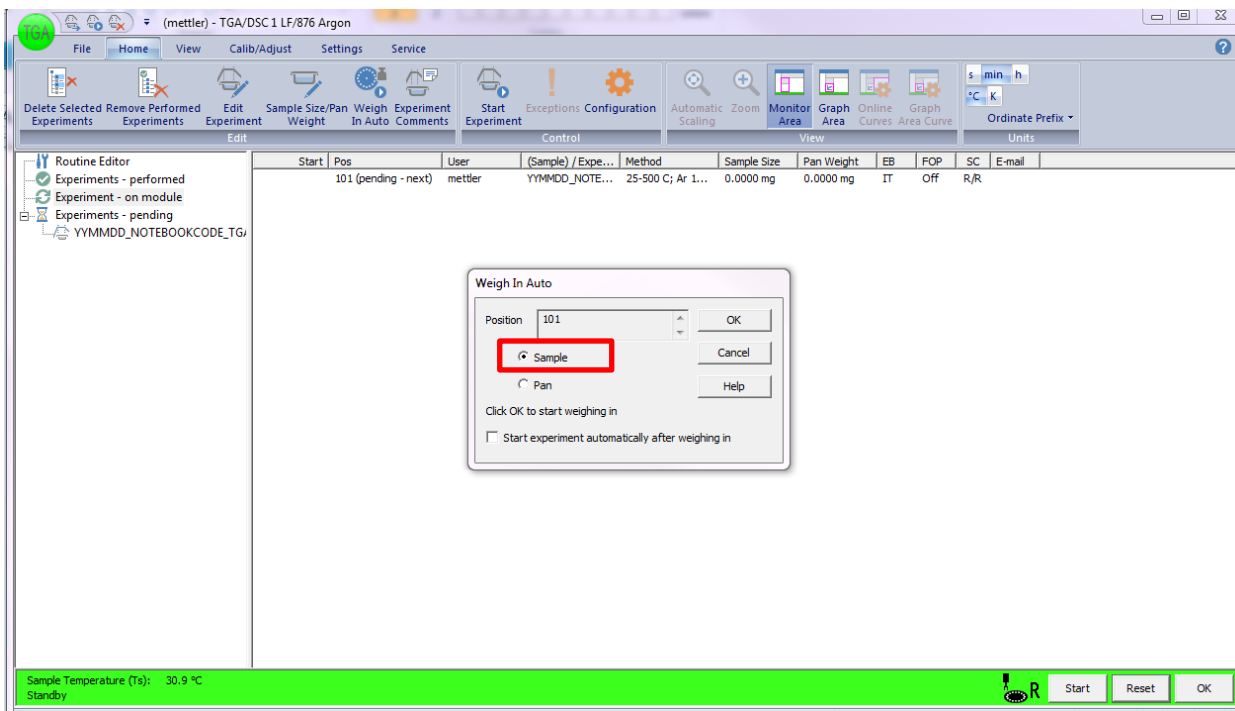 TGA
(mettler) - TGA/DSC 1 LF/876 Argon
File Home View Calib/Adjust Settings Service
Delete Selected Experiments
Remove Performed Experiments
Edit Experiment
Sample Size/Pan Weight
Weigh In Auto
Experiment Comments
Start Experiment
Exceptions
Configuration
Automatic Scaling
Zoom
Monitor Area
Graph Area
Online Curves
Graph Area Curve
s min h
°C K
Ordinate Prefix
Edit Control View Units
Routine Editor
Experiments - performed
Experiment - on module
Experiments - pending
YYMMDD_NOTEBOOKCODE_TGA
Start Pos User (Sample) / Expe... Method Sample Size Pan Weight EB FOP SC E-mail
101 (pending - next) mettler YYMMDD_NOTE... 25-500 C; Ar 1... 0.0000 mg 0.0000 mg IT Off R/R
Weigh In Auto
Position 101 OK
Sample Cancel
Pan Help
Click OK to start weighing in
Start experiment automatically after weighing in
Sample Temperature (Ts): 30.9 °C
Standby
R Start Reset OK